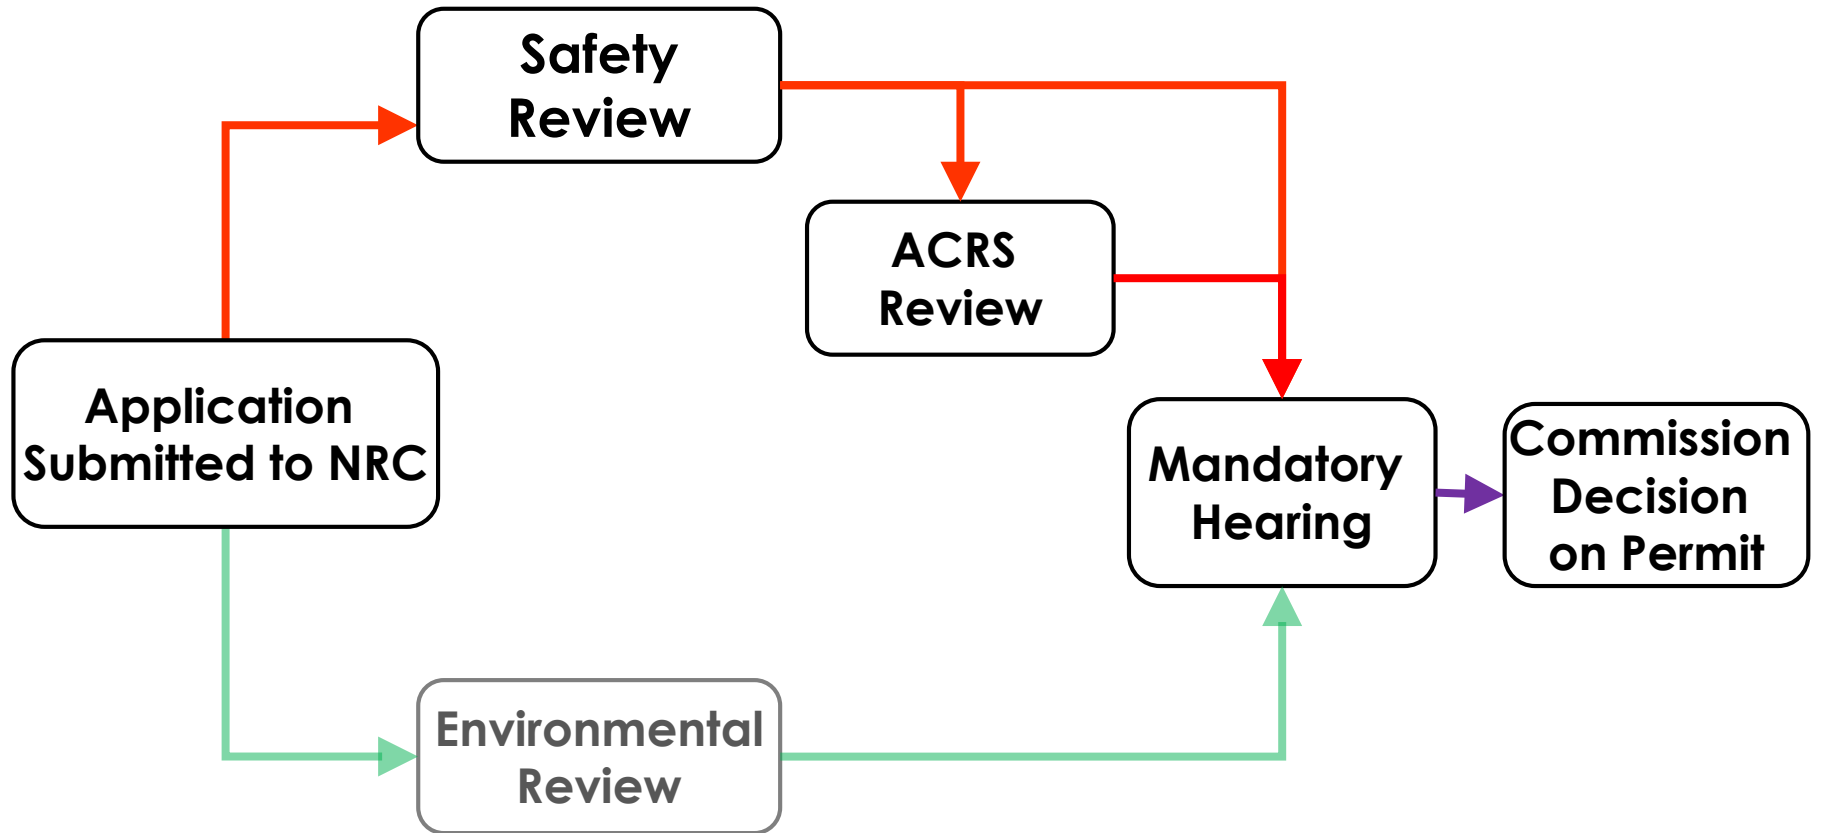 Safety
Review
ACRS
Review
Application
Submitted to NRC
Mandatory
Hearing
Commission
Decision
on Permit
Environmental
Review